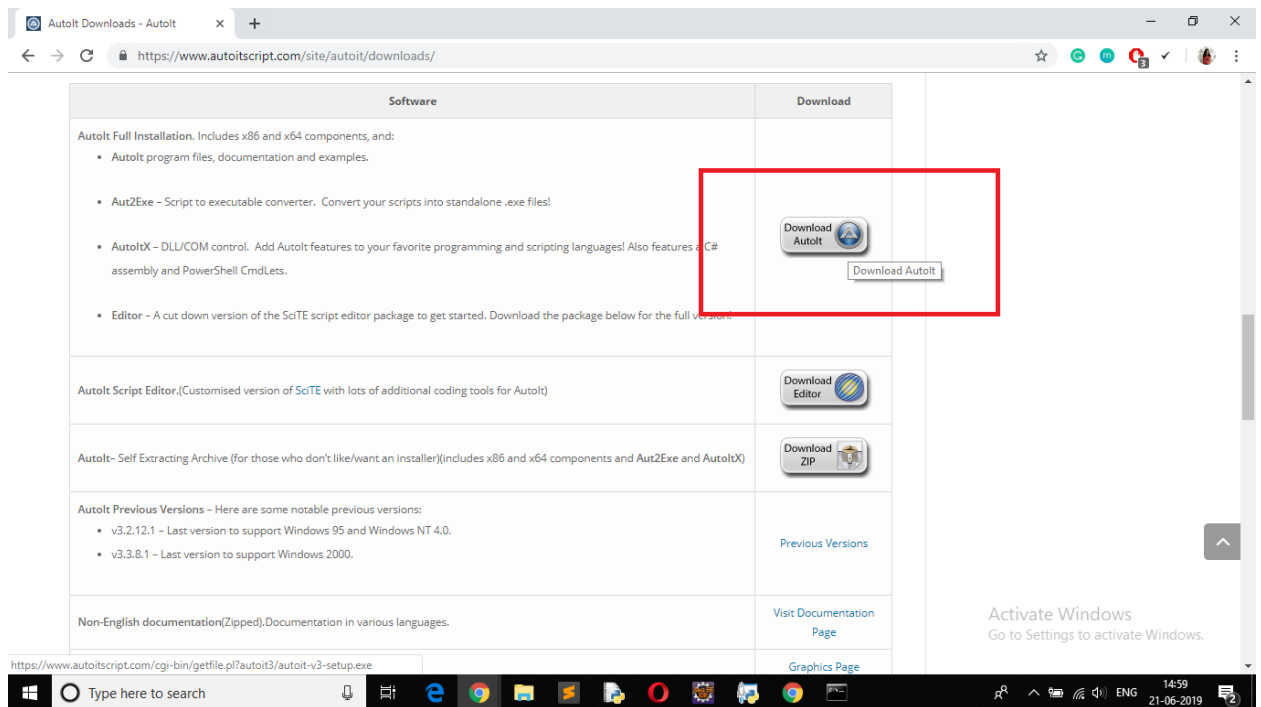 AutoIt Downloads - AutoIt
https://www.autoitscript.com/site/autoit/downloads/
3
Software
Download
AutoIt Full Installation. Includes x86 and x64 components, and:
• AutoIt program files, documentation and examples.
• Aut2Exe – Script to executable converter.  Convert your scripts into standalone .exe files!
• AutoItX – DLL/COM control.  Add AutoIt features to your favorite programming and scripting languages! Also features a C#
assembly and PowerShell CmdLets.
• Editor – A cut down version of the SciTE script editor package to get started. Download the package below for the full version!
Download
AutoIt
Download AutoIt
AutoIt Script Editor.(Customised version of SciTE with lots of additional coding tools for AutoIt)
Download
Editor
AutoIt– Self Extracting Archive (for those who don't like/want an installer)(includes x86 and x64 components and Aut2Exe and AutoItX)
Download
ZIP
AutoIt Previous Versions – Here are some notable previous versions:
• v3.2.12.1 – Last version to support Windows 95 and Windows NT 4.0.
• v3.3.8.1 – Last version to support Windows 2000.
Previous Versions
Non-English documentation(Zipped).Documentation in various languages.
Visit Documentation
Page
Graphics Page
Activate Windows
Go to Settings to activate Windows.
https://www.autoitscript.com/cgi-bin/getfile.pl?autoit3/autoit-v3-setup.exe
Type here to search
ENG
14:59
21-06-2019
2